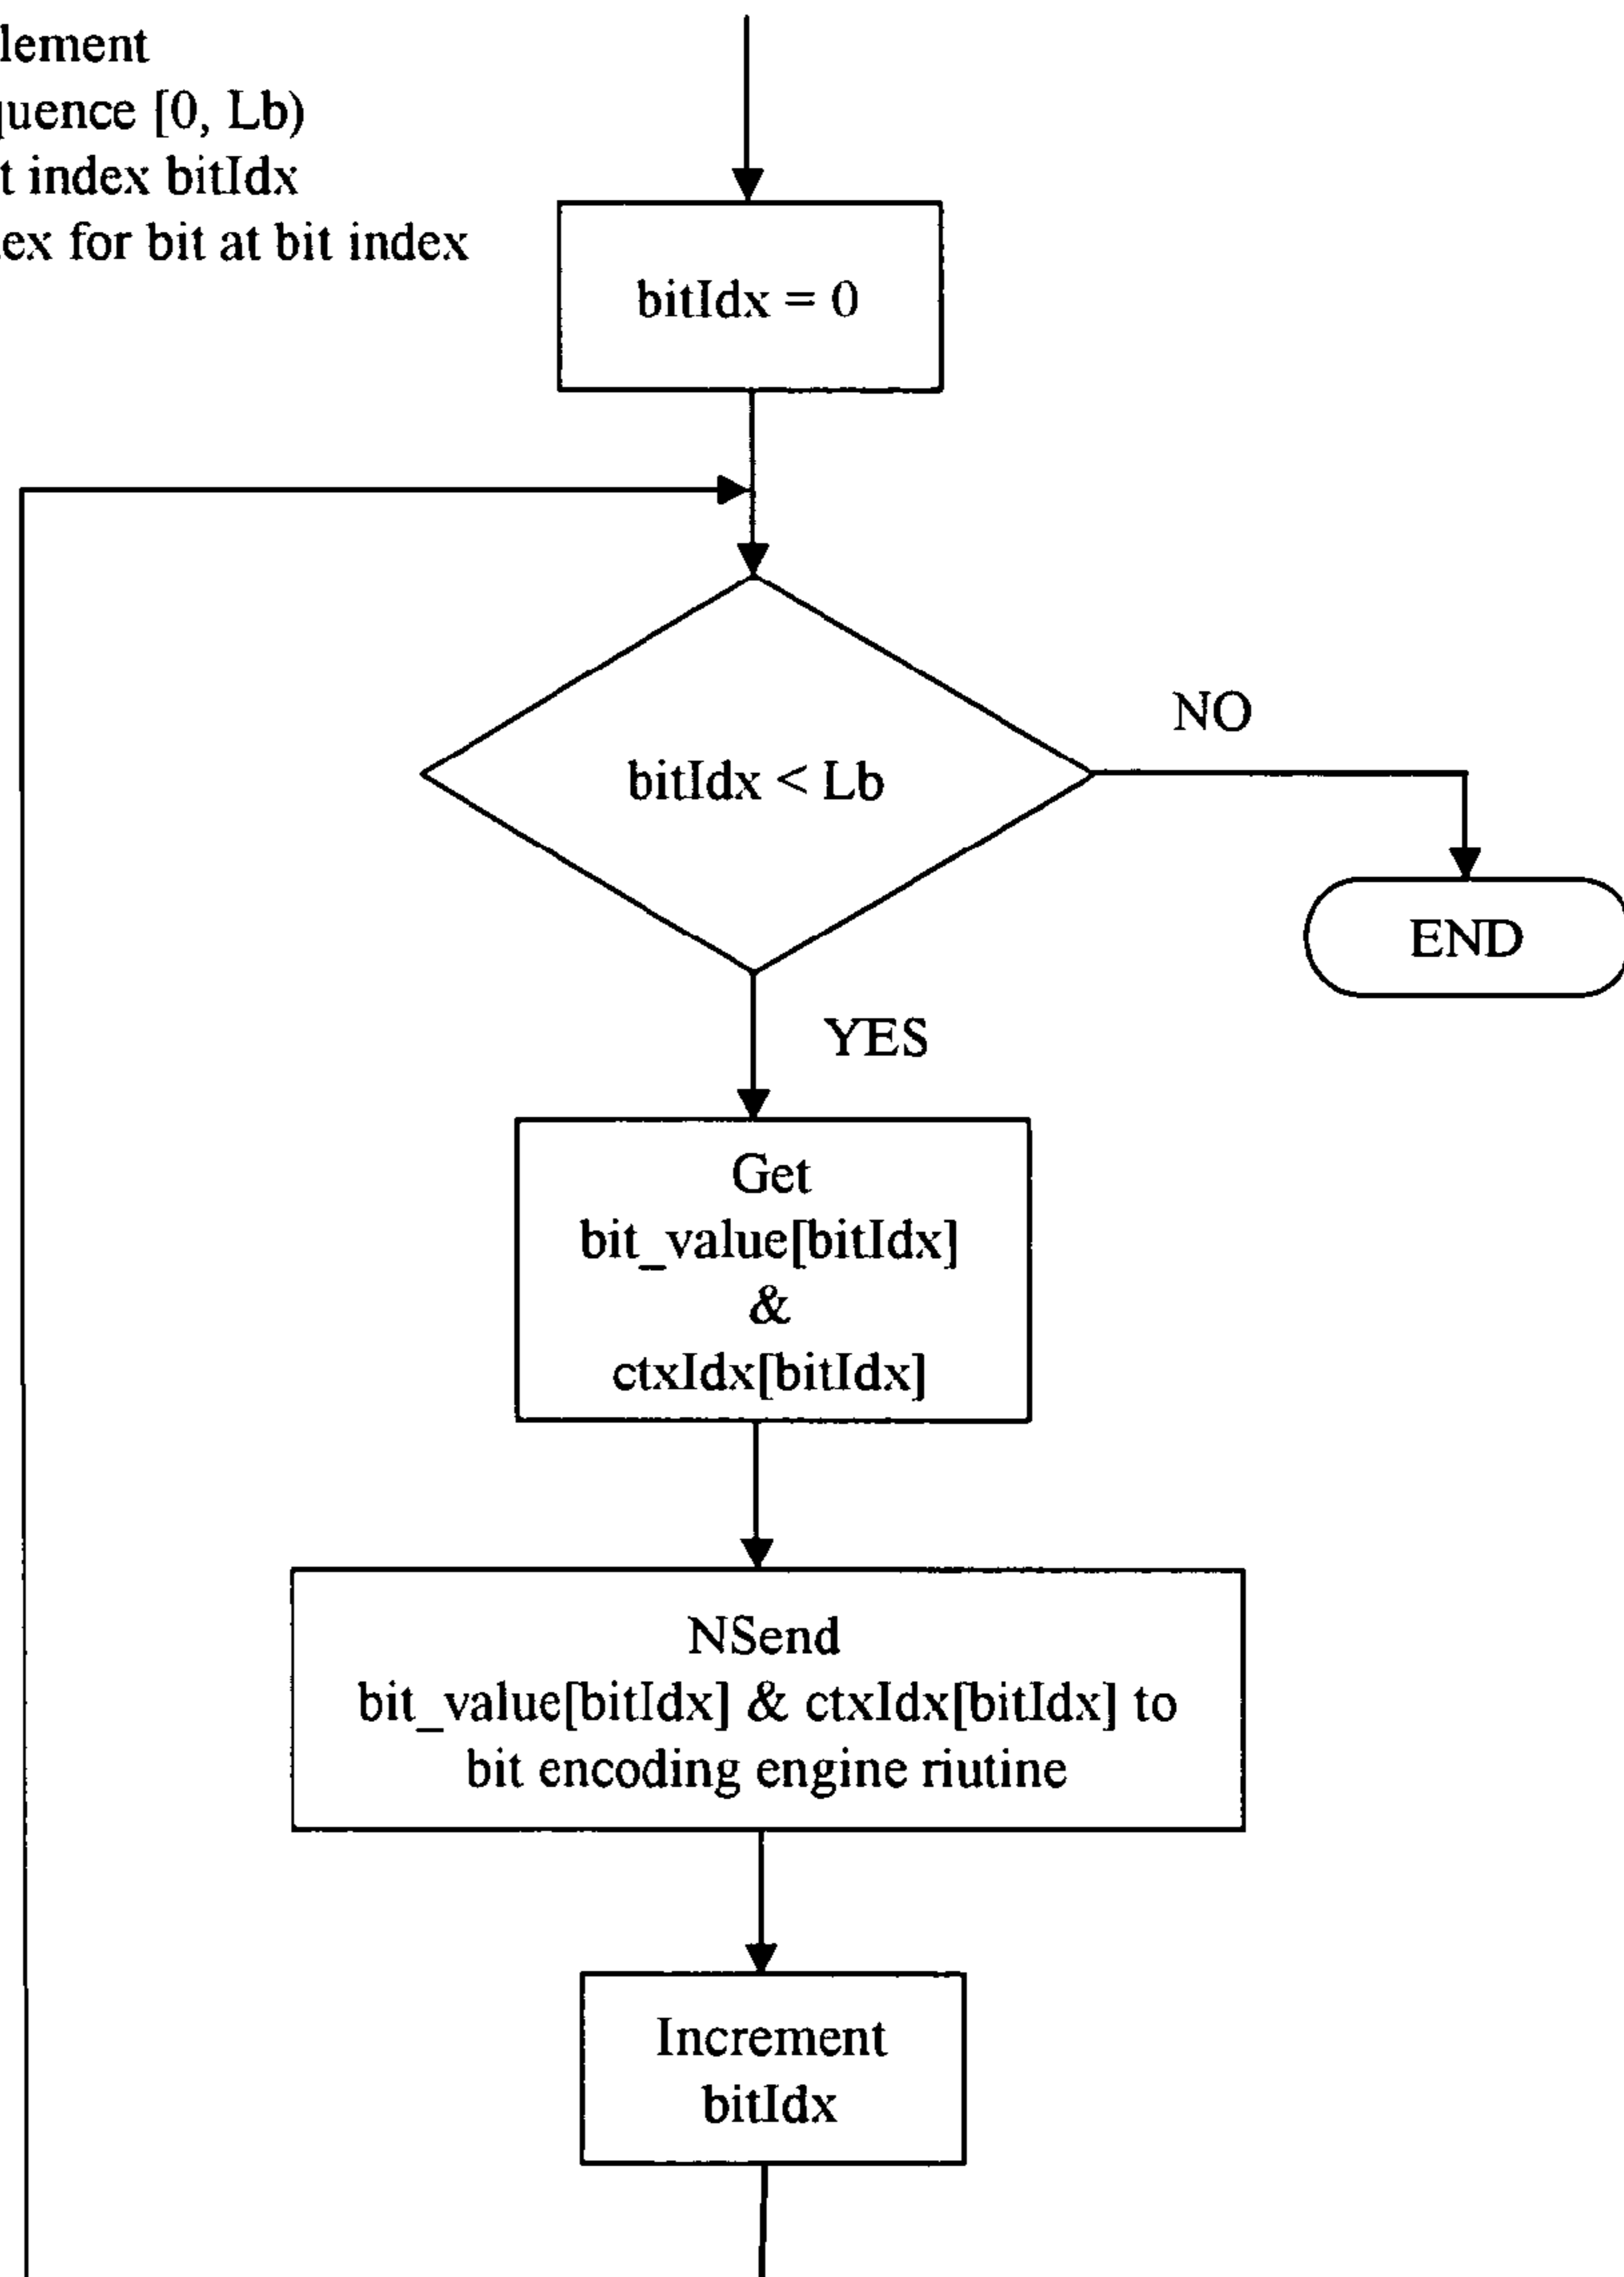 lement
quence [0, Lb)
t index bitIdx
ex for bit at bit index
bitIdx = 0
bitIdx < Lb
NO
END
YES
Get
bit_value[bitIdx]
&
ctxIdx[bitIdx]
NSend
bit_value[bitIdx] & ctxIdx[bitIdx] to
bit encoding engine riutine
Increment
bitIdx